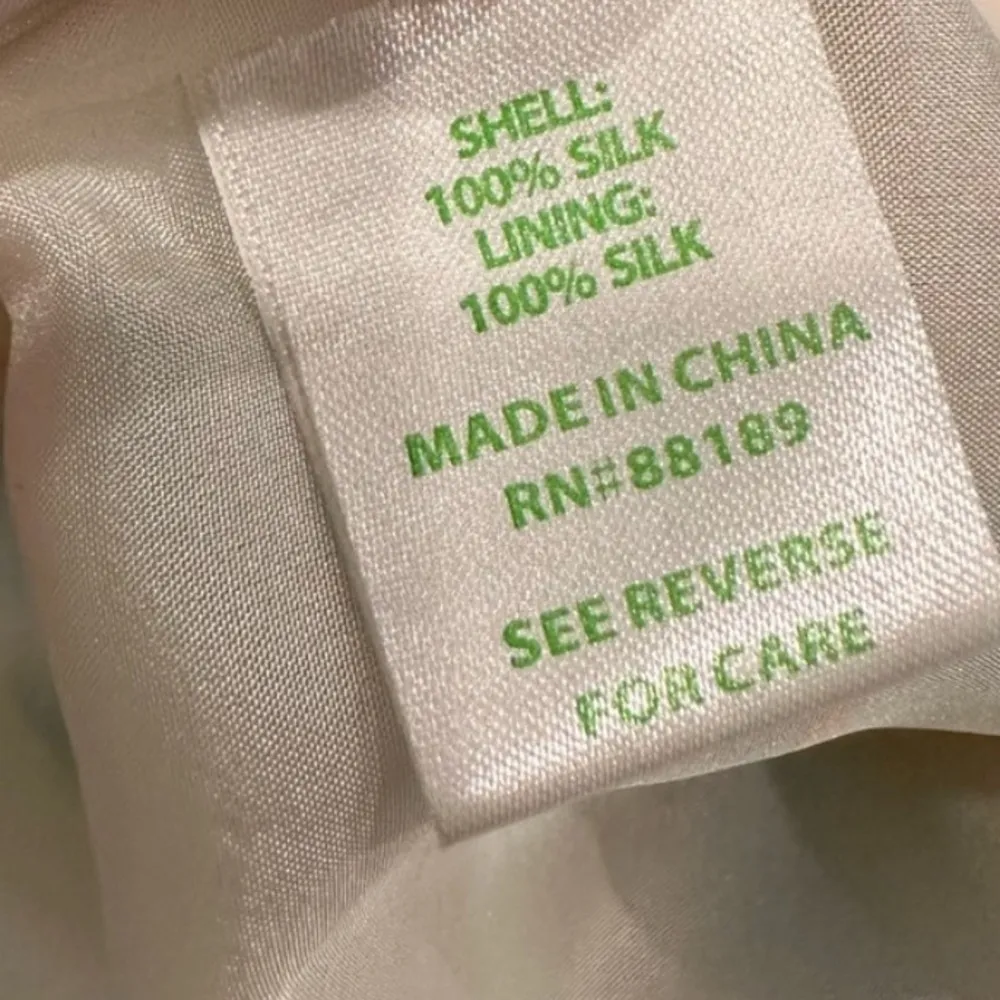 SHELL:
100% SILK
LINING:
100% SILK
MADE IN CHINA
RN#88189
SEE REVERSE
FOR CARE